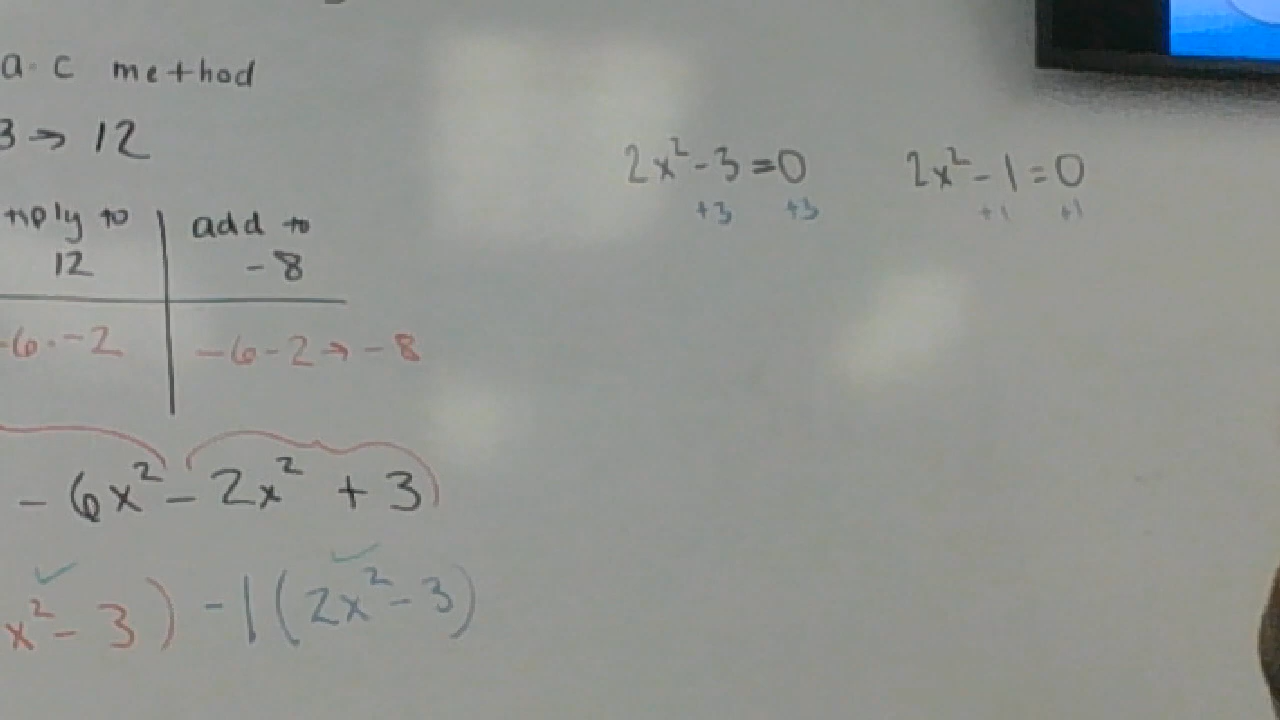 a·c method
3 → 12
tiply to
12
add to
-8
-6·-2
-6-2→-8
- 6x² - 2x² + 3
x² - 3) -1(2x² - 3)
2x² - 3 = 0
+3 +3
2x² - 1 = 0
+1 +1